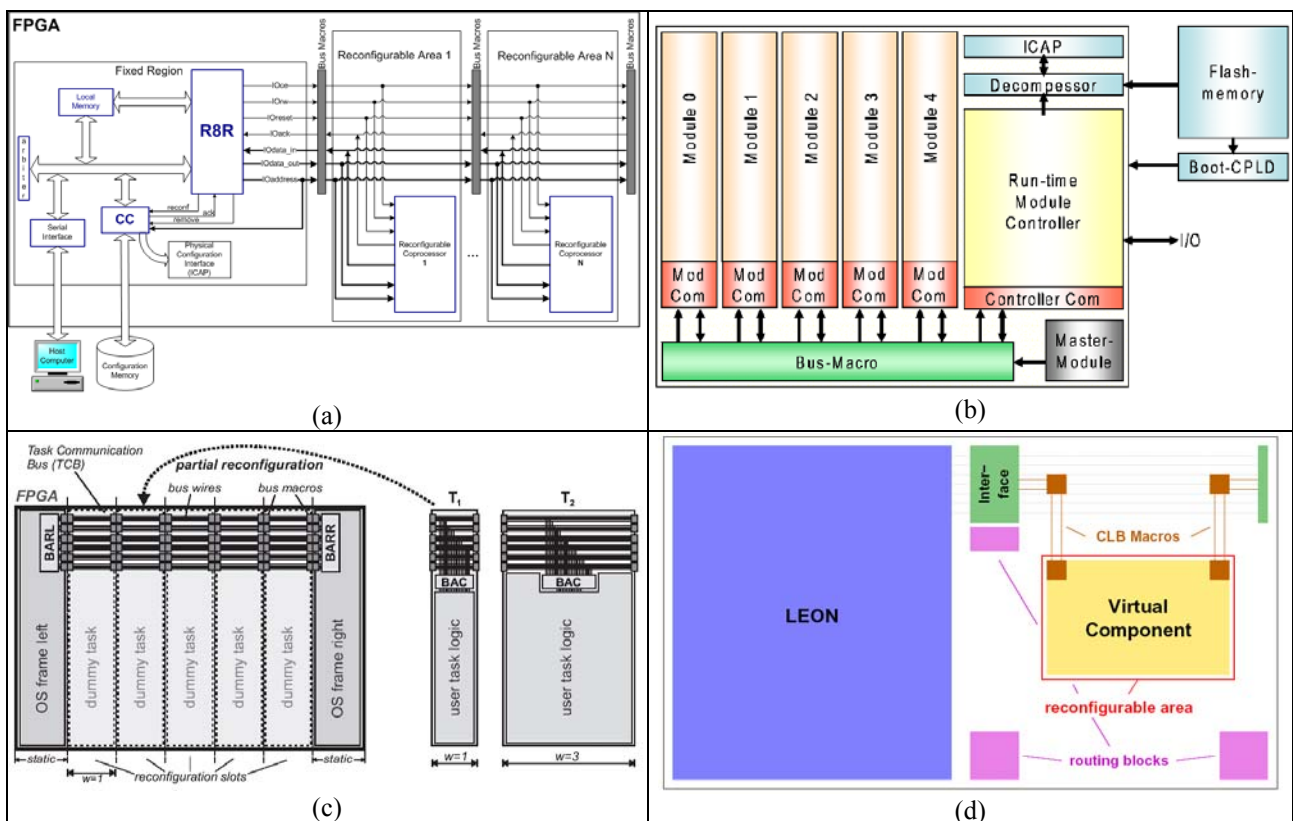 FPGA
Fixed Region
Local Memory
R8R
arbiter
Serial Interface
CC
reconf
ack
remove
Physical Configuration Interface (ICAP)
Host Computer
Configuration Memory
IOce
IOreset
IOack
IOdata_in
IOdata_out
IOaddress
Bus Macros
Reconfigurable Area 1
Bus Macros
Reconfigurable Area N
Bus Macros
Reconfigurable Coprocessor 1
...
Reconfigurable Coprocessor N
(a)
Module 0
Module 1
Module 2
Module 3
Module 4
Mod Com
Mod Com
Mod Com
Mod Com
Mod Com
ICAP
Decompessor
Run-time Module Controller
Controller Com
Flash-memory
Boot-CPLD
I/O
Bus-Macro
Master-Module
(b)
Task Communication Bus (TCB)
partial reconfiguration
FPGA
bus wires
bus macros
BARL
BARR
OS frame left
dummy task
dummy task
dummy task
dummy task
dummy task
OS frame right
static
w=1
reconfiguration slots
static
T1
T2
BAC
BAC
user task logic
user task logic
w=1
w=3
(c)
LEON
Inter-face
CLB Macros
Virtual Component
reconfigurable area
routing blocks
(d)